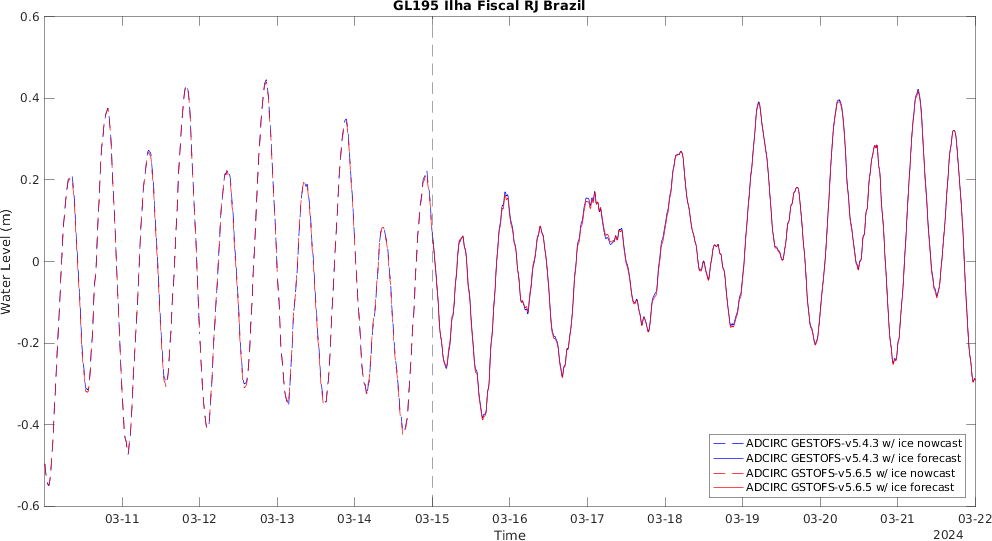 GL195 Ilha Fiscal RJ Brazil
0.6
0.4
0.2
0
-0.2
-0.4
-0.6
Water Level (m)
ADCIRC GESTOFS-v5.4.3 w/ ice nowcast
ADCIRC GESTOFS-v5.4.3 w/ ice forecast
ADCIRC GSTOFS-v5.6.5 w/ ice nowcast
ADCIRC GSTOFS-v5.6.5 w/ ice forecast
03-11 03-12 03-13 03-14 03-15 03-16 03-17 03-18 03-19 03-20 03-21 03-22
Time
2024